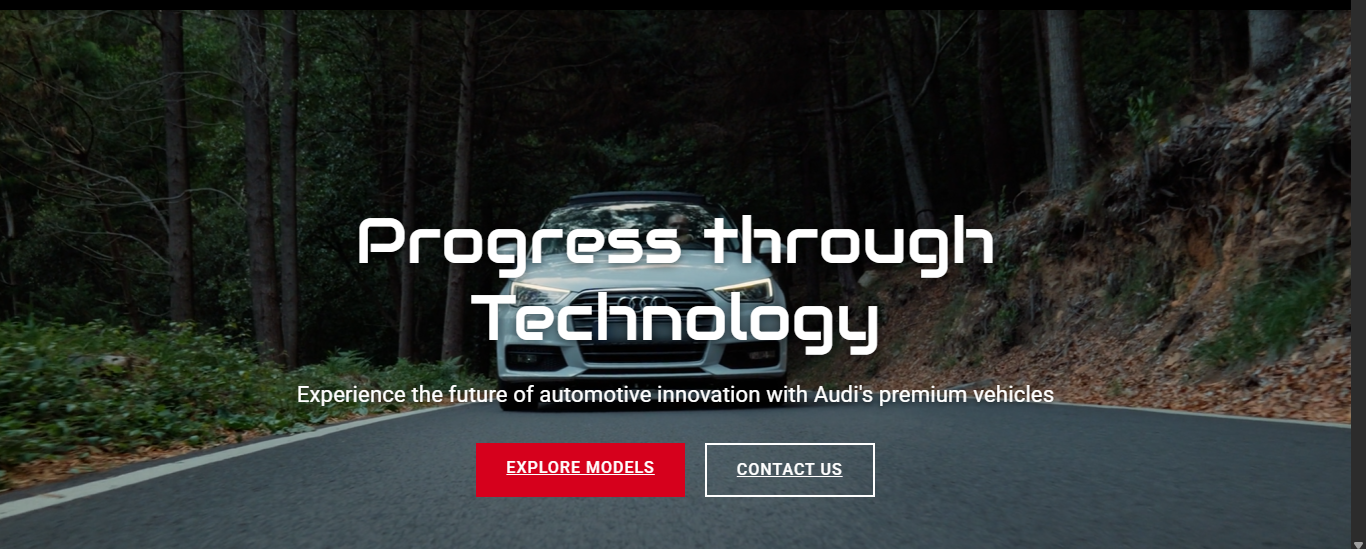 Progress through
Technology
Experience the future of automotive innovation with Audi's premium vehicles
EXPLORE MODELS
CONTACT US